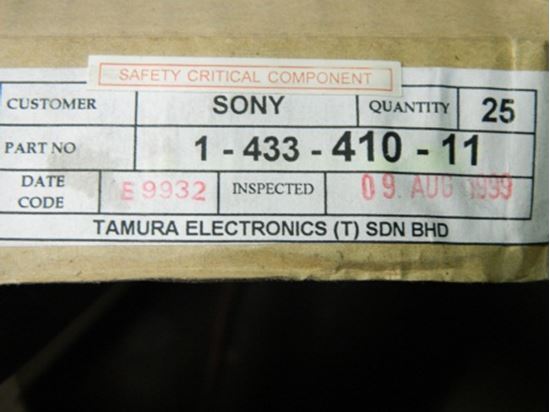 SAFETY CRITICAL COMPONENT
CUSTOMER SONY QUANTITY 25
PART NO 1 - 433 - 410 - 11
DATE CODE E9932 INSPECTED 09. AUG 1999
TAMURA ELECTRONICS (T) SDN BHD